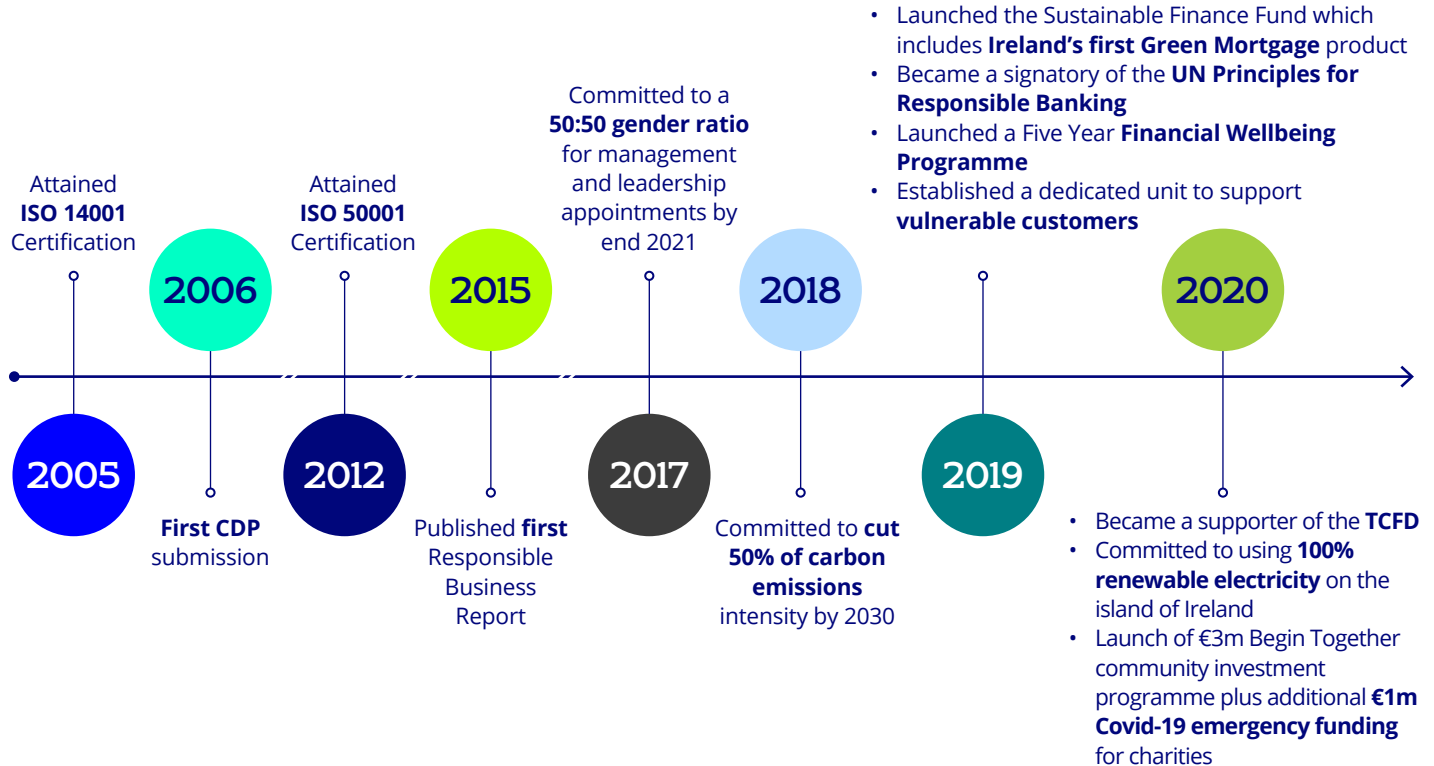 Attained
ISO 14001
Certification
2005
2006
First CDP
submission
Attained
ISO 50001
Certification
2012
2015
Published first
Responsible
Business
Report
Committed to a
50:50 gender ratio
for management
and leadership
appointments by
end 2021
2017
2018
Committed to cut
50% of carbon
emissions
intensity by 2030
• Launched the Sustainable Finance Fund which
includes Ireland’s first Green Mortgage product
• Became a signatory of the UN Principles for
Responsible Banking
• Launched a Five Year Financial Wellbeing
Programme
• Established a dedicated unit to support
vulnerable customers
2019
2020
• Became a supporter of the TCFD
• Committed to using 100%
renewable electricity on the
island of Ireland
• Launch of €3m Begin Together
community investment
programme plus additional €1m
Covid-19 emergency funding
for charities